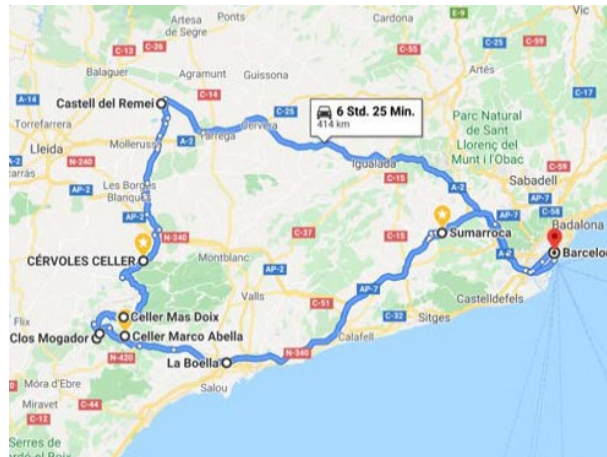 Artesa
de Segre
Ponts
E-9
Vic
C-13
C-26
C-55
C-25
C-59
Balaguer
Agramunt
Guissona
Artés
A-14
C-14
Castell del Remei
C-25
6 Std. 25 Min.
414 km
Parc Natural
de Sant
Llorenç del
Munt i l'Obac
Torrefarrera
Tàrrega
Cervera
A-2
Mollerussa
Igualada
Lleida
N-240
C-15
A-2
Sabadell
C-59
AP-2
Les Borges
Blanques
AP-7
C-58
Badalona
AP-2
Sumarroca
Barcelo
N-240
C-37
C-15
CÉRVOLES CELLER
Montblanc
AP-2
A-2
Valls
AP-7
Castelldefels
C-51
C-32
Sitges
Flix
Celler Mas Doix
Calafell
Clos Mogador
Celler Marco Abella
N-420
La Boella
N-340
Salou
Móra d'Ebre
Miravet
C-44
C-12
Serres de